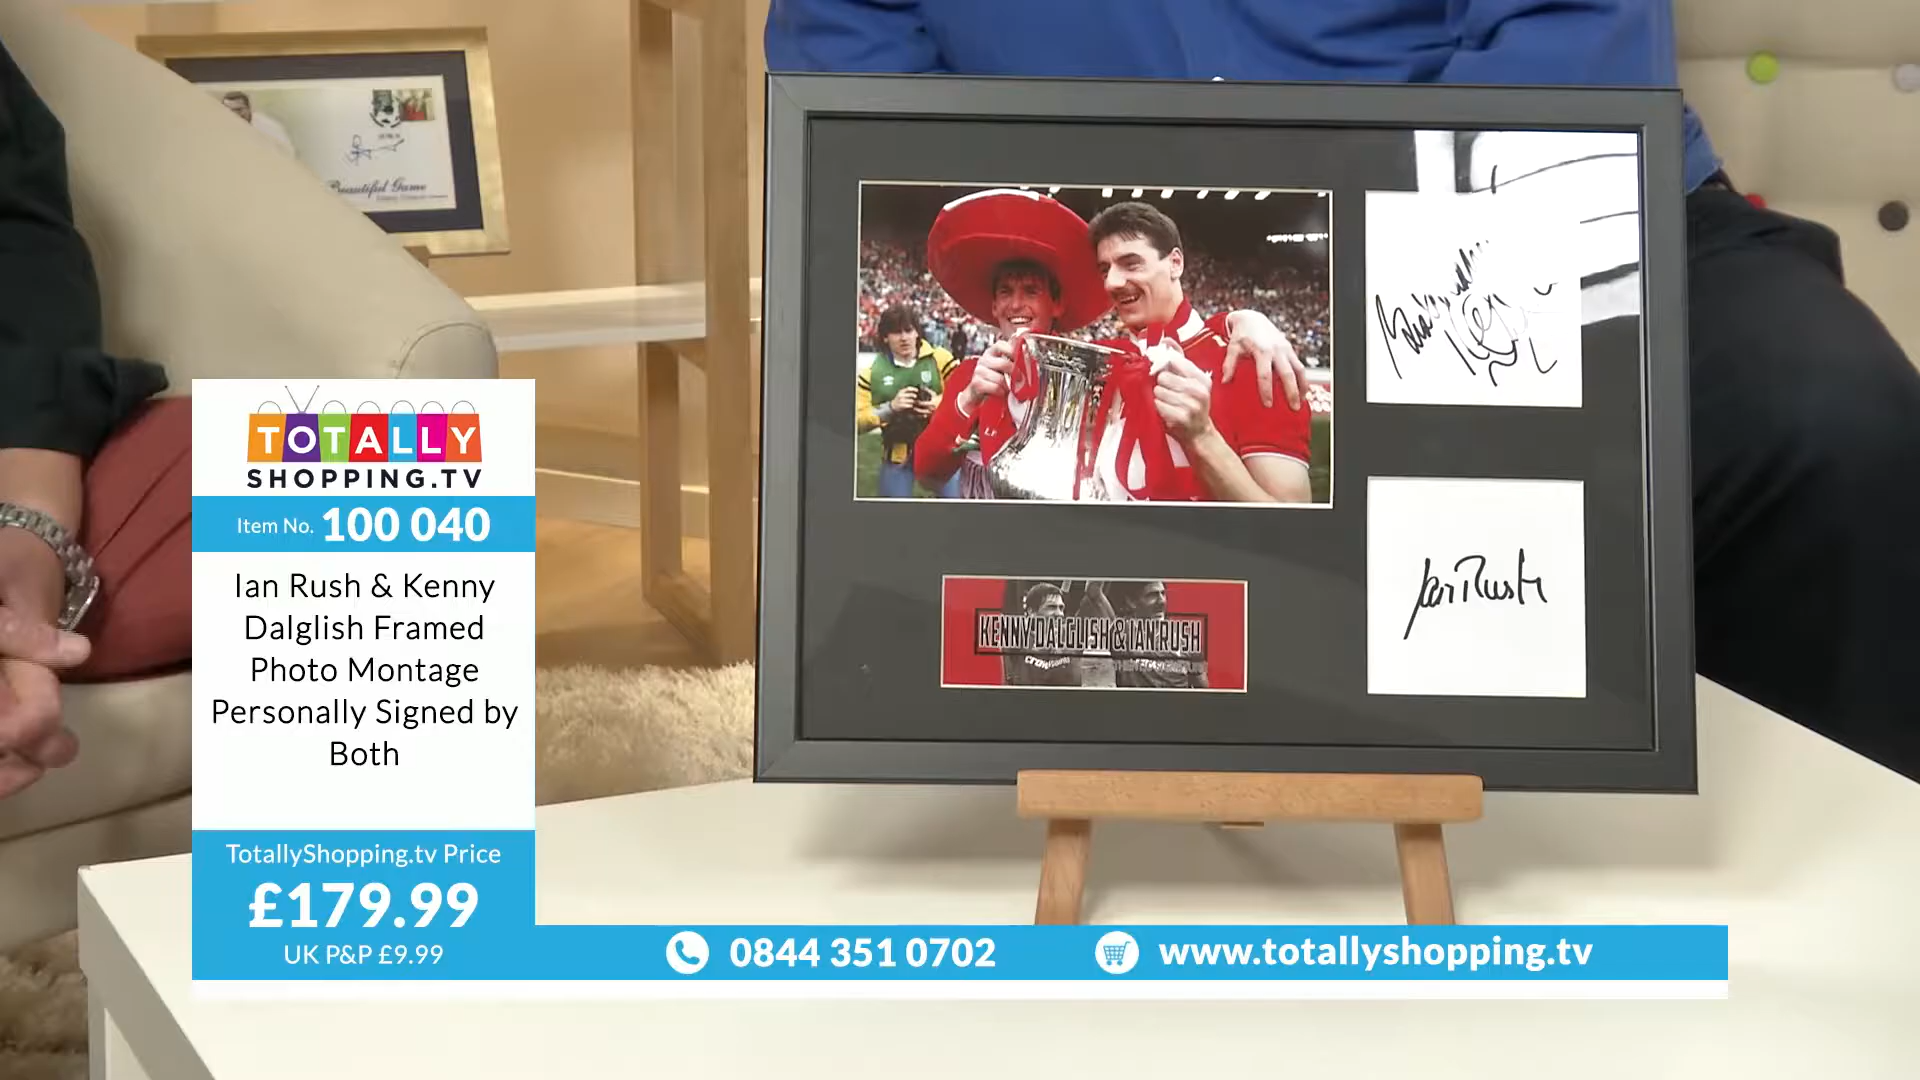 Beautiful Game
TOTALLY
SHOPPING.TV
Item No. 100 040
Ian Rush & Kenny
Dalglish Framed
Photo Montage
Personally Signed by
Both
TotallyShopping.tv Price
£179.99
UK P&P £9.99
KENNY DALGLISH & IAN RUSH
Ian Rush
0844 351 0702
www.totallyshopping.tv